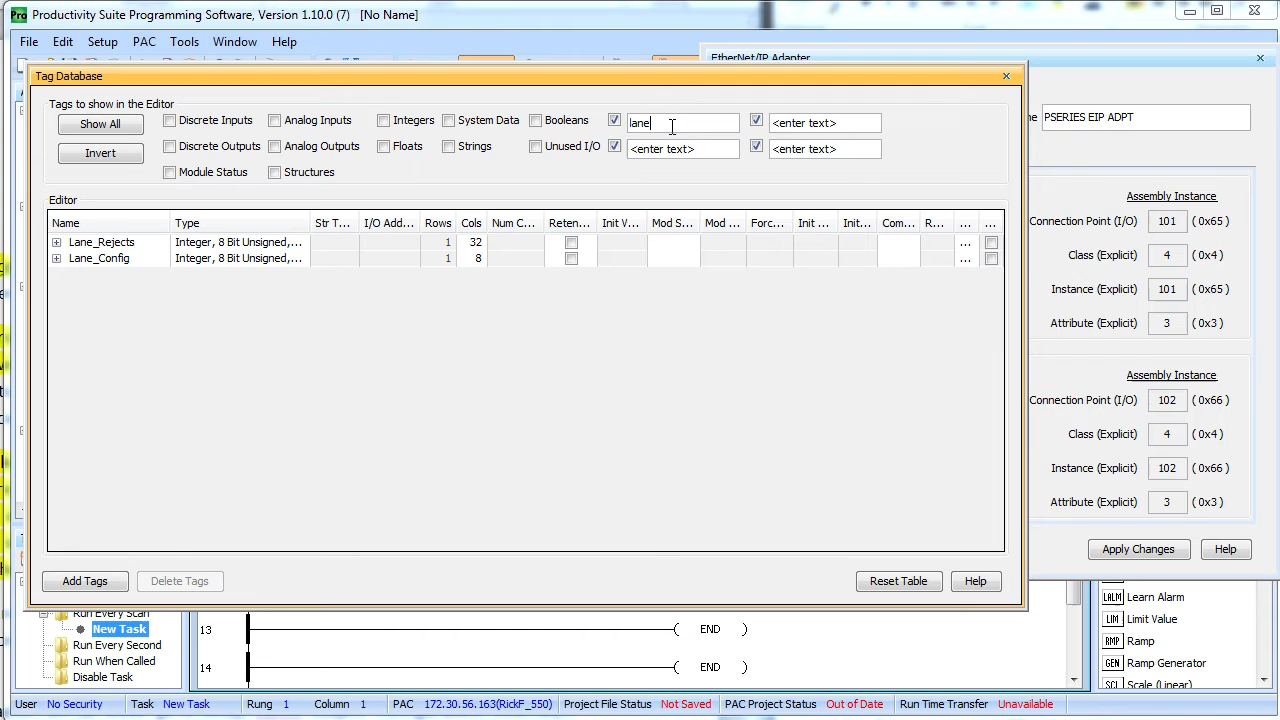 Productivity Suite Programming Software, Version 1.10.0 (7) [No Name]
File Edit Setup PAC Tools Window Help
EtherNet/IP Adapter
Tag Database
Tags to show in the Editor
Show All
Discrete Inputs Analog Inputs Integers System Data Booleans lane <enter text>
Invert
Discrete Outputs Analog Outputs Floats Strings Unused I/O <enter text> <enter text>
Module Status Structures
Editor
Name Type Str T... I/O Add... Rows Cols Num C... Reten... Init V... Mod S... Mod ... Forc... Init ... Init... Com... R... ... ...
Lane_Rejects Integer, 8 Bit Unsigned,... 1 32 ...
Lane_Config Integer, 8 Bit Unsigned,... 1 8 ...
Add Tags Delete Tags Reset Table Help
PSERIES EIP ADPT
Assembly Instance
Connection Point (I/O) 101 ( 0x65 )
Class (Explicit) 4 ( 0x4 )
Instance (Explicit) 101 ( 0x65 )
Attribute (Explicit) 3 ( 0x3 )
Assembly Instance
Connection Point (I/O) 102 ( 0x66 )
Class (Explicit) 4 ( 0x4 )
Instance (Explicit) 102 ( 0x66 )
Attribute (Explicit) 3 ( 0x3 )
Apply Changes Help
Run Every Scan
New Task
Run Every Second
Run When Called
Disable Task
13 END
14 END
LALM Learn Alarm
LIM Limit Value
RMP Ramp
GEN Ramp Generator
SCL Scale (Linear)
User No Security Task New Task Rung 1 Column 1 PAC 172.30.56.163(RickF_550) Project File Status Not Saved PAC Project Status Out of Date Run Time Transfer Unavailable